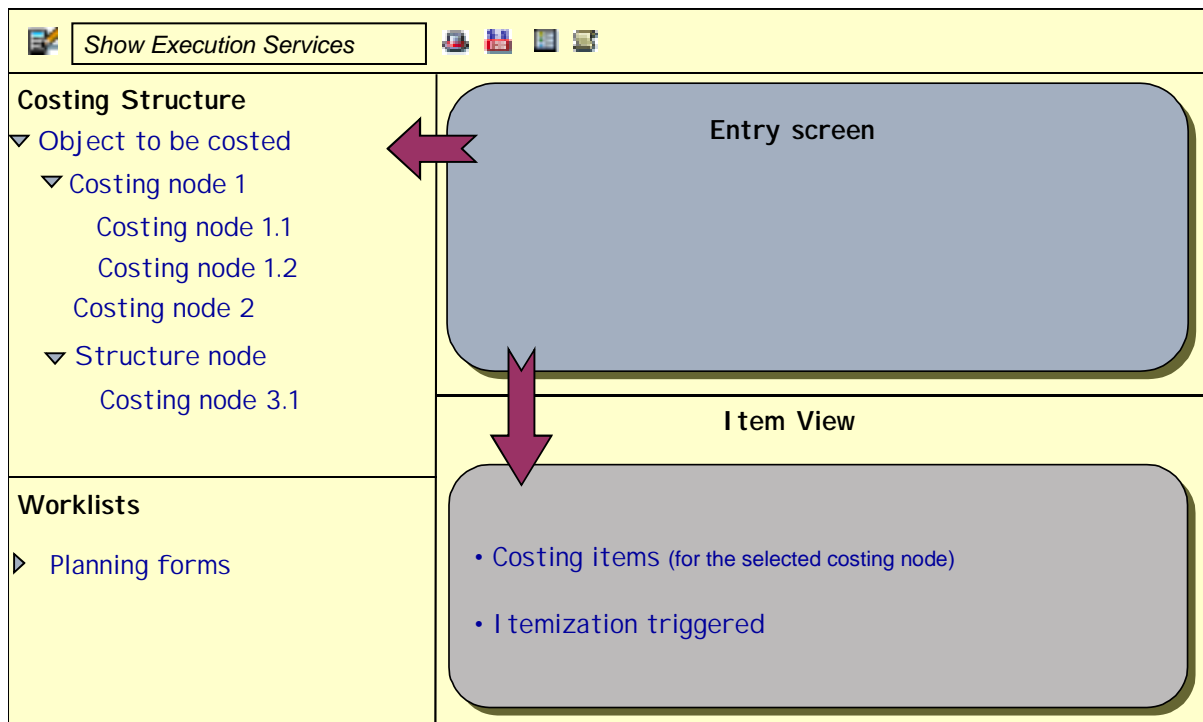 Show Execution Services
Costing Structure
Object to be costed
Costing node 1
Costing node 1.1
Costing node 1.2
Costing node 2
Structure node
Costing node 3.1
Worklists
Planning forms
Entry screen
Item View
• Costing items (for the selected costing node)
• Itemization triggered